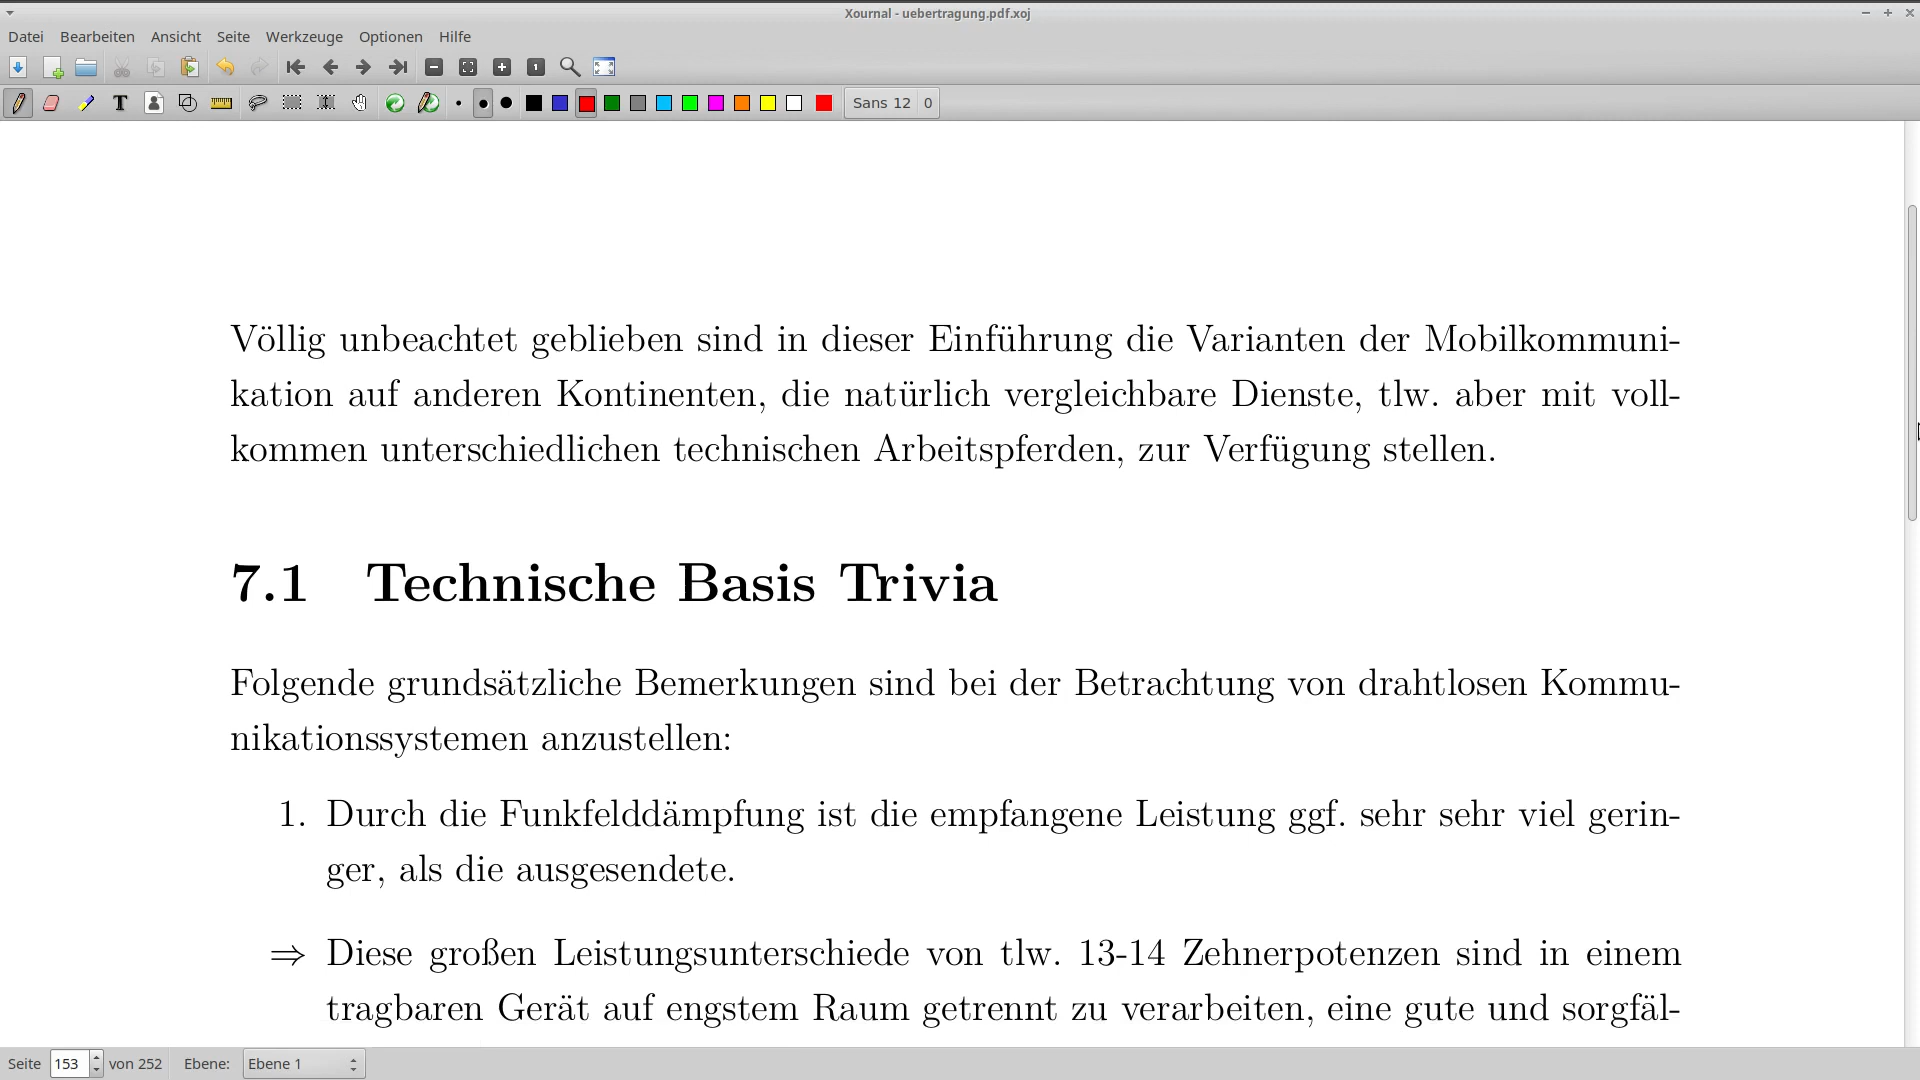 Xournal - uebertragung.pdf.xoj
Datei Bearbeiten Ansicht Seite Werkzeuge Optionen Hilfe
T Sans 12 0
Völlig unbeachtet geblieben sind in dieser Einführung die Varianten der Mobilkommuni-
kation auf anderen Kontinenten, die natürlich vergleichbare Dienste, tlw. aber mit voll-
kommen unterschiedlichen technischen Arbeitspferden, zur Verfügung stellen.
7.1 Technische Basis Trivia
Folgende grundsätzliche Bemerkungen sind bei der Betrachtung von drahtlosen Kommu-
nikationssystemen anzustellen:
1. Durch die Funkfelddämpfung ist die empfangene Leistung ggf. sehr sehr viel gerin-
ger, als die ausgesendete.
⇒ Diese großen Leistungsunterschiede von tlw. 13-14 Zehnerpotenzen sind in einem
tragbaren Gerät auf engstem Raum getrennt zu verarbeiten, eine gute und sorgfäl-
Seite 153 von 252 Ebene: Ebene 1